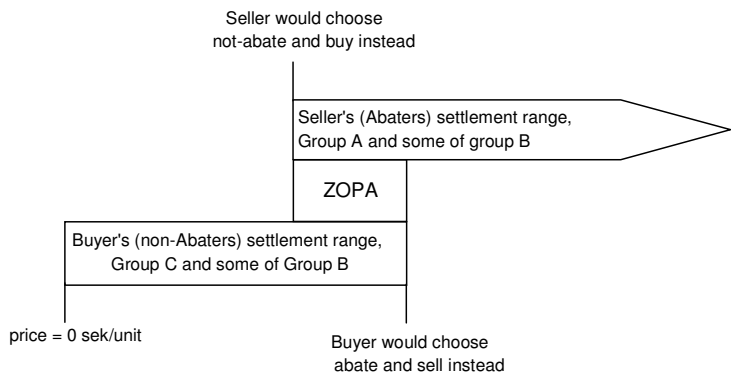 Seller would choose
not-abate and buy instead
Seller's (Abaters) settlement range,
Group A and some of group B
ZOPA
Buyer's (non-Abaters) settlement range,
Group C and some of Group B
price = 0 sek/unit
Buyer would choose
abate and sell instead